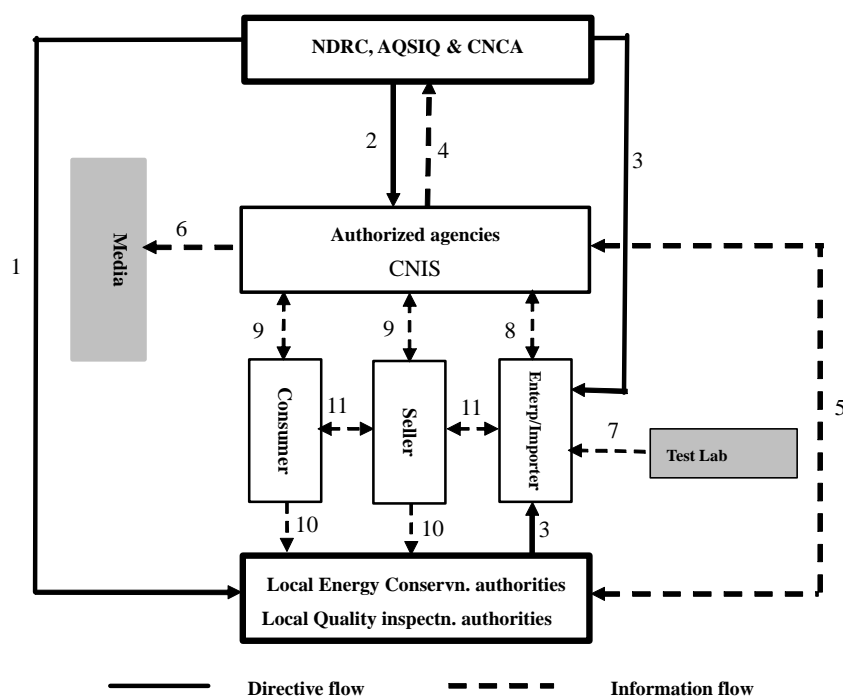 NDRC, AQSIQ & CNCA
2
4
3
Authorized agencies
CNIS
6
Media
1
9
9
8
5
Consumer
11
Seller
11
Enterp/Importer
7
Test Lab
10
10
3
Local Energy Conservn. authorities
Local Quality inspectn. authorities
Directive flow
Information flow